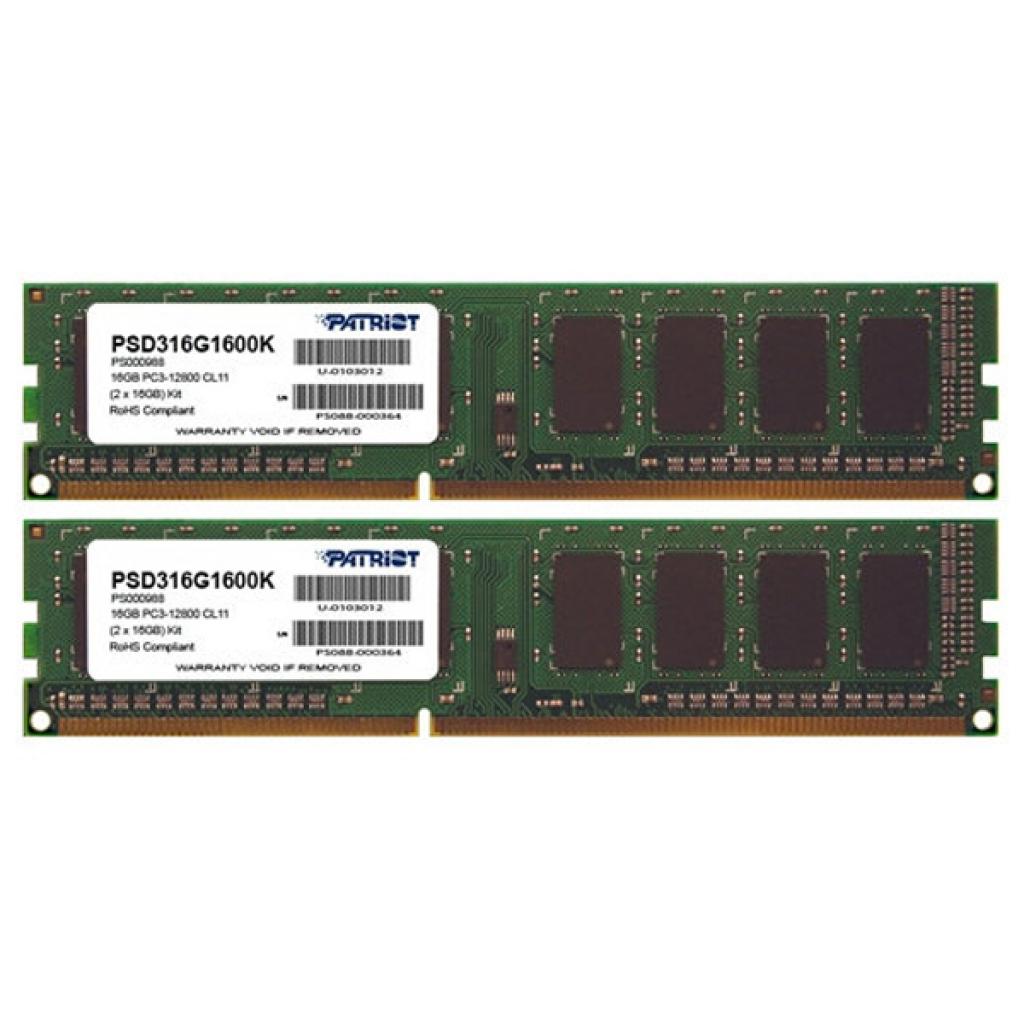 PATRIOT
PSD316G1600K
PS000988
U-0103012
16GB PC3-12800 CL11
(2 x 16GB) Kit
RoHS Compliant
PS088-000364
WARRANTY VOID IF REMOVED
PATRIOT
PSD316G1600K
PS000988
U-0103012
16GB PC3-12800 CL11
(2 x 16GB) Kit
RoHS Compliant
PS088-000364
WARRANTY VOID IF REMOVED